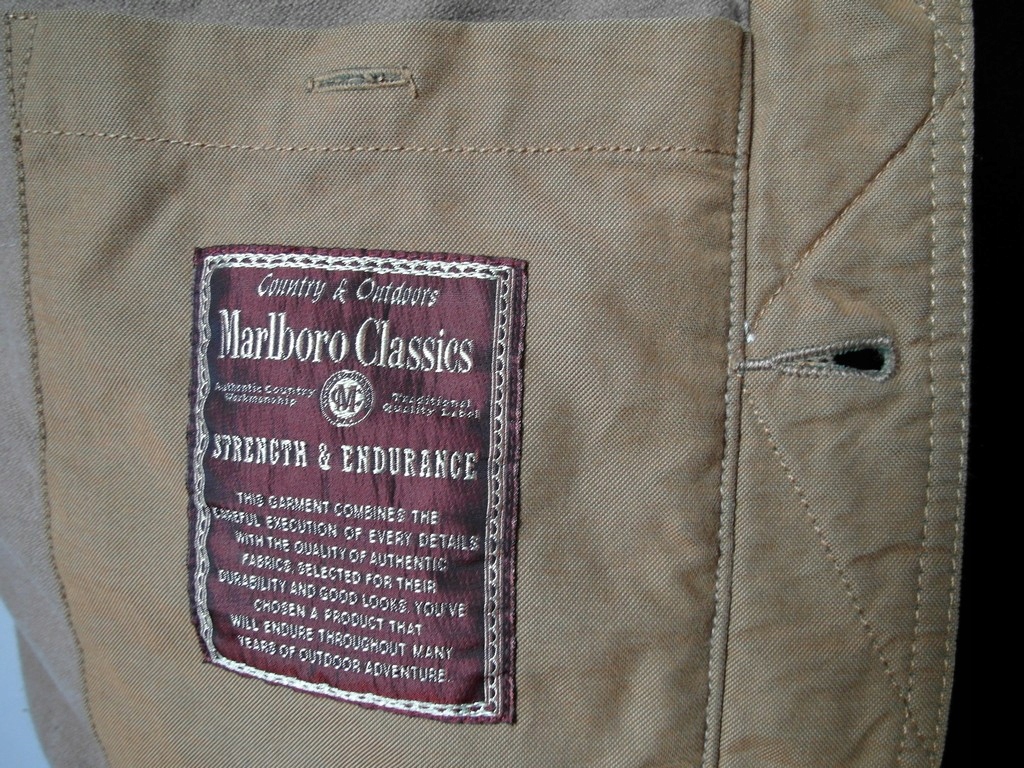 Country & Outdoors
Marlboro Classics
Authentic Country Workmanship
M
Traditional Quality Label
STRENGTH & ENDURANCE
THIS GARMENT COMBINES THE
CAREFUL EXECUTION OF EVERY DETAILS
WITH THE QUALITY OF AUTHENTIC
FABRICS, SELECTED FOR THEIR
DURABILITY AND GOOD LOOKS. YOU'VE
CHOSEN A PRODUCT THAT
WILL ENDURE THROUGHOUT MANY
YEARS OF OUTDOOR ADVENTURE.